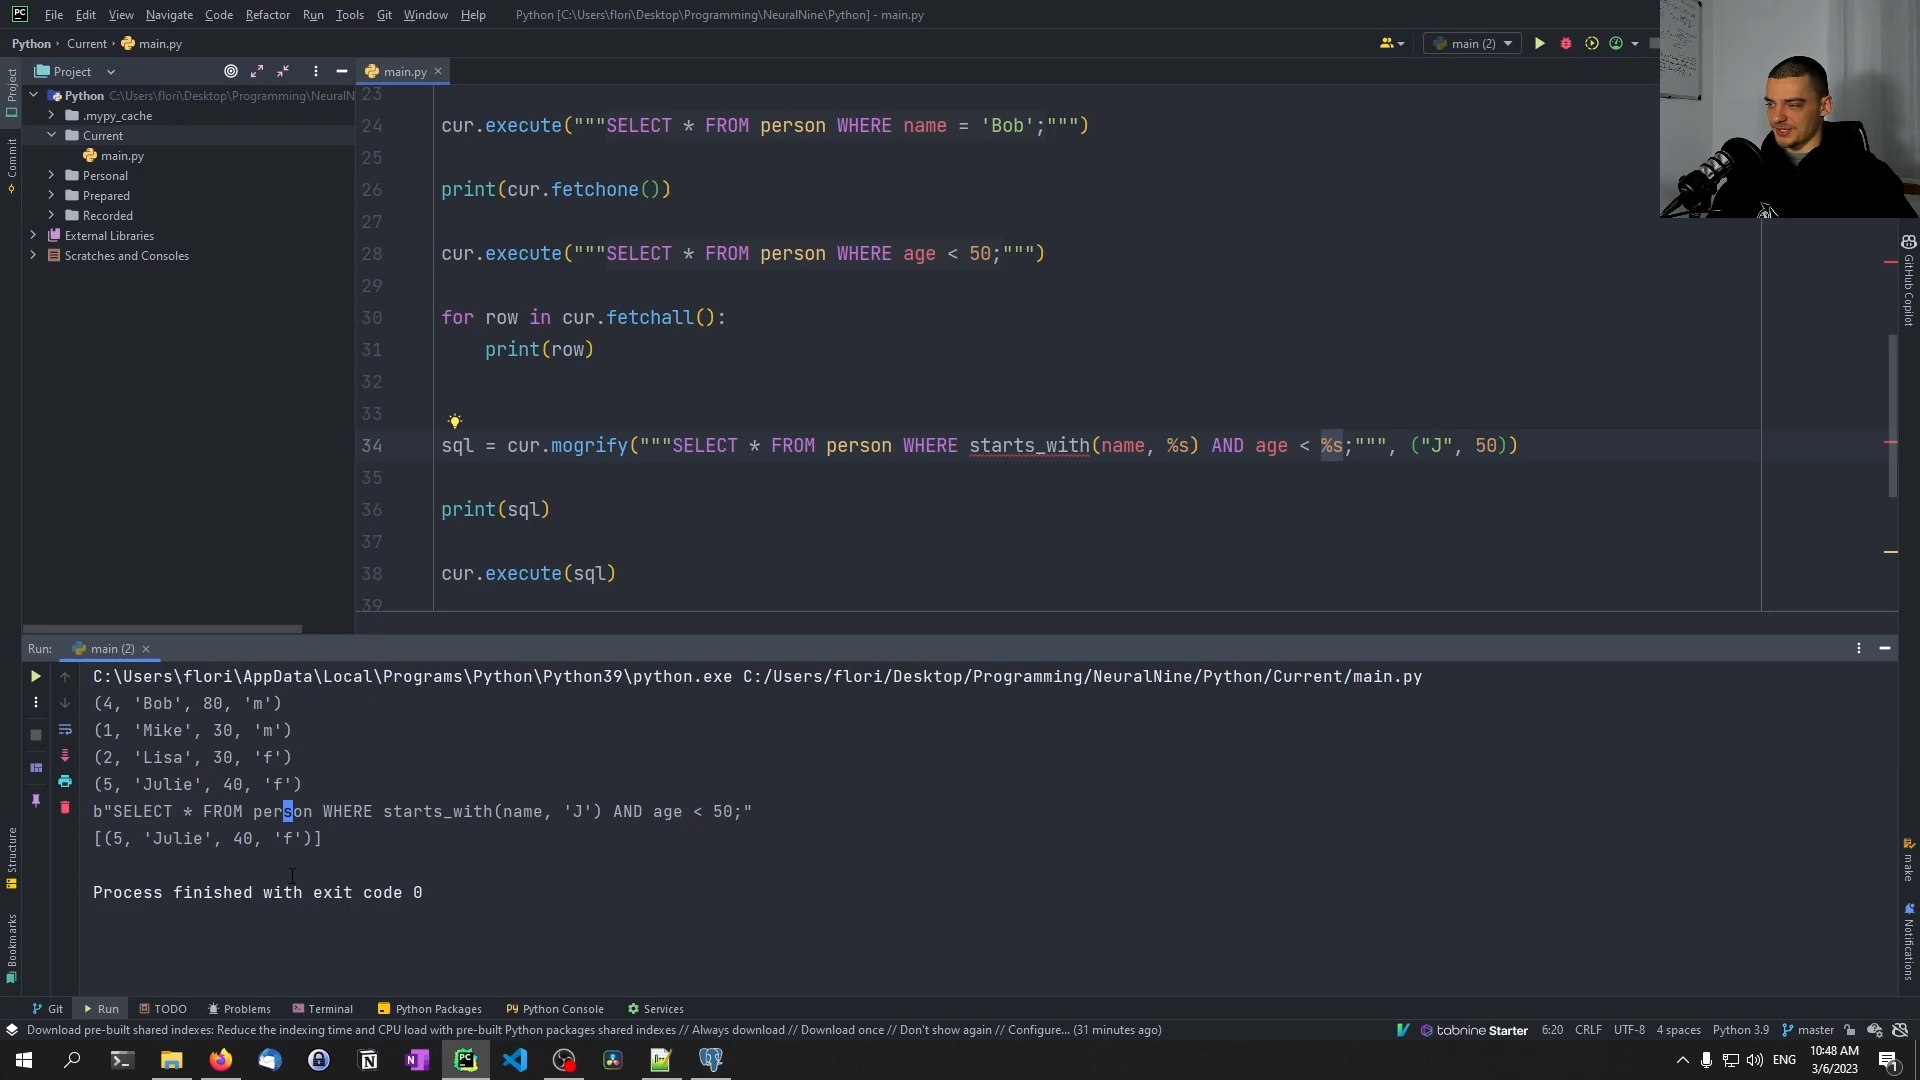 PC File Edit View Navigate Code Refactor Run Tools Git Window Help Python [C:\Users\flori\Desktop\Programming\NeuralNine\Python] - main.py
Python Current main.py
main (2)
Project
main.py
Python C:\Users\flori\Desktop\Programming\NeuralN
.mypy_cache
Current
main.py
Personal
Prepared
Recorded
External Libraries
Scratches and Consoles
Project
Commit
Structure
Bookmarks
23
24 cur.execute("""SELECT * FROM person WHERE name = 'Bob';""")
25
26 print(cur.fetchone())
27
28 cur.execute("""SELECT * FROM person WHERE age < 50;""")
29
30 for row in cur.fetchall():
31 print(row)
32
33
34 sql = cur.mogrify("""SELECT * FROM person WHERE starts_with(name, %s) AND age < %s;""", ("J", 50))
35
36 print(sql)
37
38 cur.execute(sql)
39
GitHub Copilot
make
Notifications
Run: main (2)
C:\Users\flori\AppData\Local\Programs\Python\Python39\python.exe C:/Users/flori/Desktop/Programming/NeuralNine/Python/Current/main.py
(4, 'Bob', 80, 'm')
(1, 'Mike', 30, 'm')
(2, 'Lisa', 30, 'f')
(5, 'Julie', 40, 'f')
b"SELECT * FROM person WHERE starts_with(name, 'J') AND age < 50;"
[(5, 'Julie', 40, 'f')]
Process finished with exit code 0
Git Run TODO Problems Terminal Python Packages Python Console Services
Download pre-built shared indexes: Reduce the indexing time and CPU load with pre-built Python packages shared indexes // Always download // Download once // Don't show again // Configure... (31 minutes ago)
tabnine Starter 6:20 CRLF UTF-8 4 spaces Python 3.9 master
ENG
10:48 AM
3/6/2023